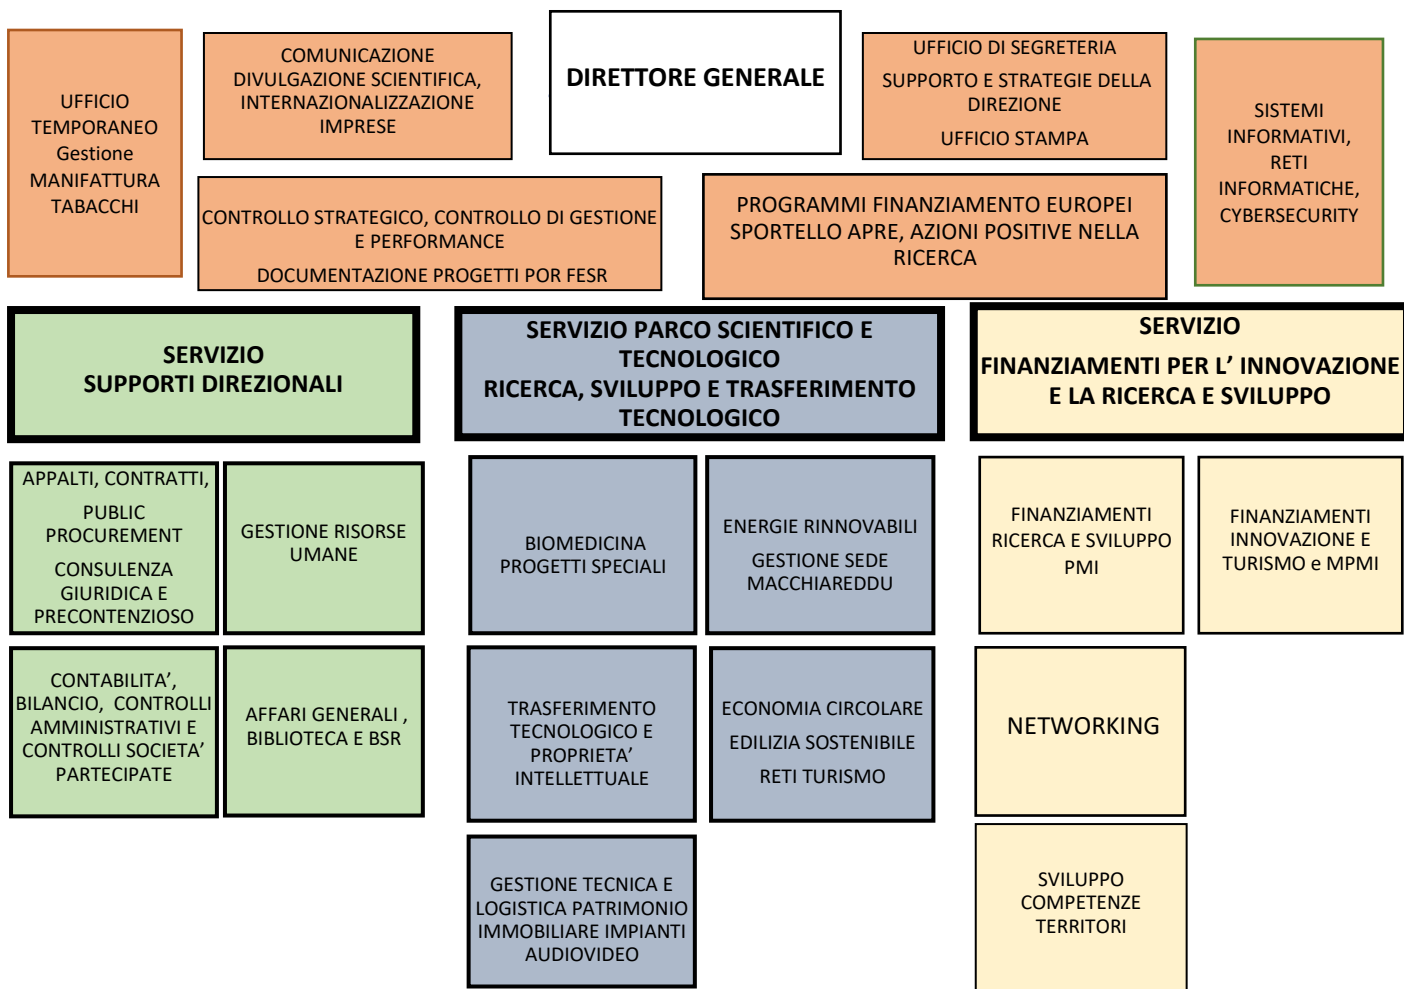 UFFICIO
TEMPORANEO
Gestione
MANIFATTURA
TABACCHI
COMUNICAZIONE
DIVULGAZIONE SCIENTIFICA,
INTERNAZIONALIZZAZIONE
IMPRESE
DIRETTORE GENERALE
UFFICIO DI SEGRETERIA
SUPPORTO E STRATEGIE DELLA
DIREZIONE
UFFICIO STAMPA
SISTEMI
INFORMATIVI,
RETI
INFORMATICHE,
CYBERSECURITY
CONTROLLO STRATEGICO, CONTROLLO DI GESTIONE
E PERFORMANCE
DOCUMENTAZIONE PROGETTI POR FESR
PROGRAMMI FINANZIAMENTO EUROPEI
SPORTELLO APRE, AZIONI POSITIVE NELLA
RICERCA
SERVIZIO
SUPPORTI DIREZIONALI
SERVIZIO PARCO SCIENTIFICO E
TECNOLOGICO
RICERCA, SVILUPPO E TRASFERIMENTO
TECNOLOGICO
SERVIZIO
FINANZIAMENTI PER L’ INNOVAZIONE
E LA RICERCA E SVILUPPO
APPALTI, CONTRATTI,
PUBLIC
PROCUREMENT
CONSULENZA
GIURIDICA E
PRECONTENZIOSO
GESTIONE RISORSE
UMANE
BIOMEDICINA
PROGETTI SPECIALI
ENERGIE RINNOVABILI
GESTIONE SEDE
MACCHIAREDDU
FINANZIAMENTI
RICERCA E SVILUPPO
PMI
FINANZIAMENTI
INNOVAZIONE E
TURISMO e MPMI
CONTABILITA’,
BILANCIO, CONTROLLI
AMMINISTRATIVI E
CONTROLLI SOCIETA’
PARTECIPATE
AFFARI GENERALI ,
BIBLIOTECA E BSR
TRASFERIMENTO
TECNOLOGICO E
PROPRIETA’
INTELLETTUALE
ECONOMIA CIRCOLARE
EDILIZIA SOSTENIBILE
RETI TURISMO
NETWORKING
GESTIONE TECNICA E
LOGISTICA PATRIMONIO
IMMOBILIARE IMPIANTI
AUDIOVIDEO
SVILUPPO
COMPETENZE
TERRITORI